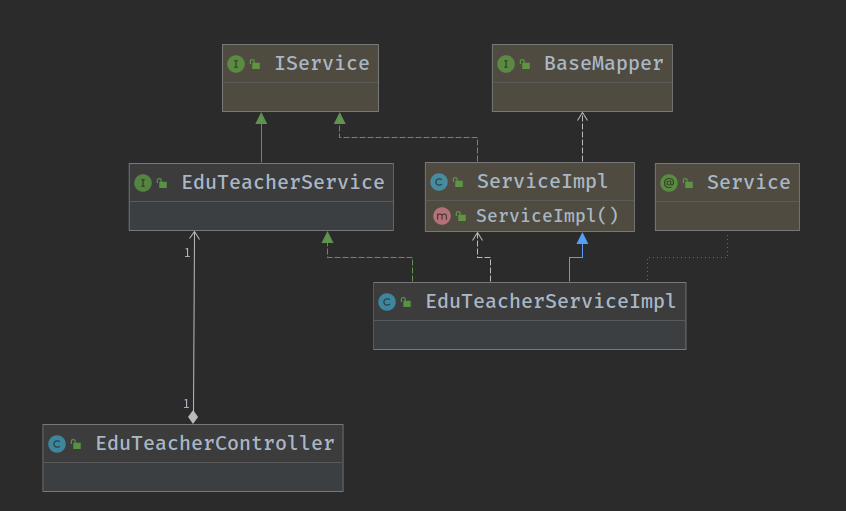 I IService
I BaseMapper
I EduTeacherService
C ServiceImpl
m ServiceImpl()
@ Service
1
C EduTeacherServiceImpl
1
C EduTeacherController